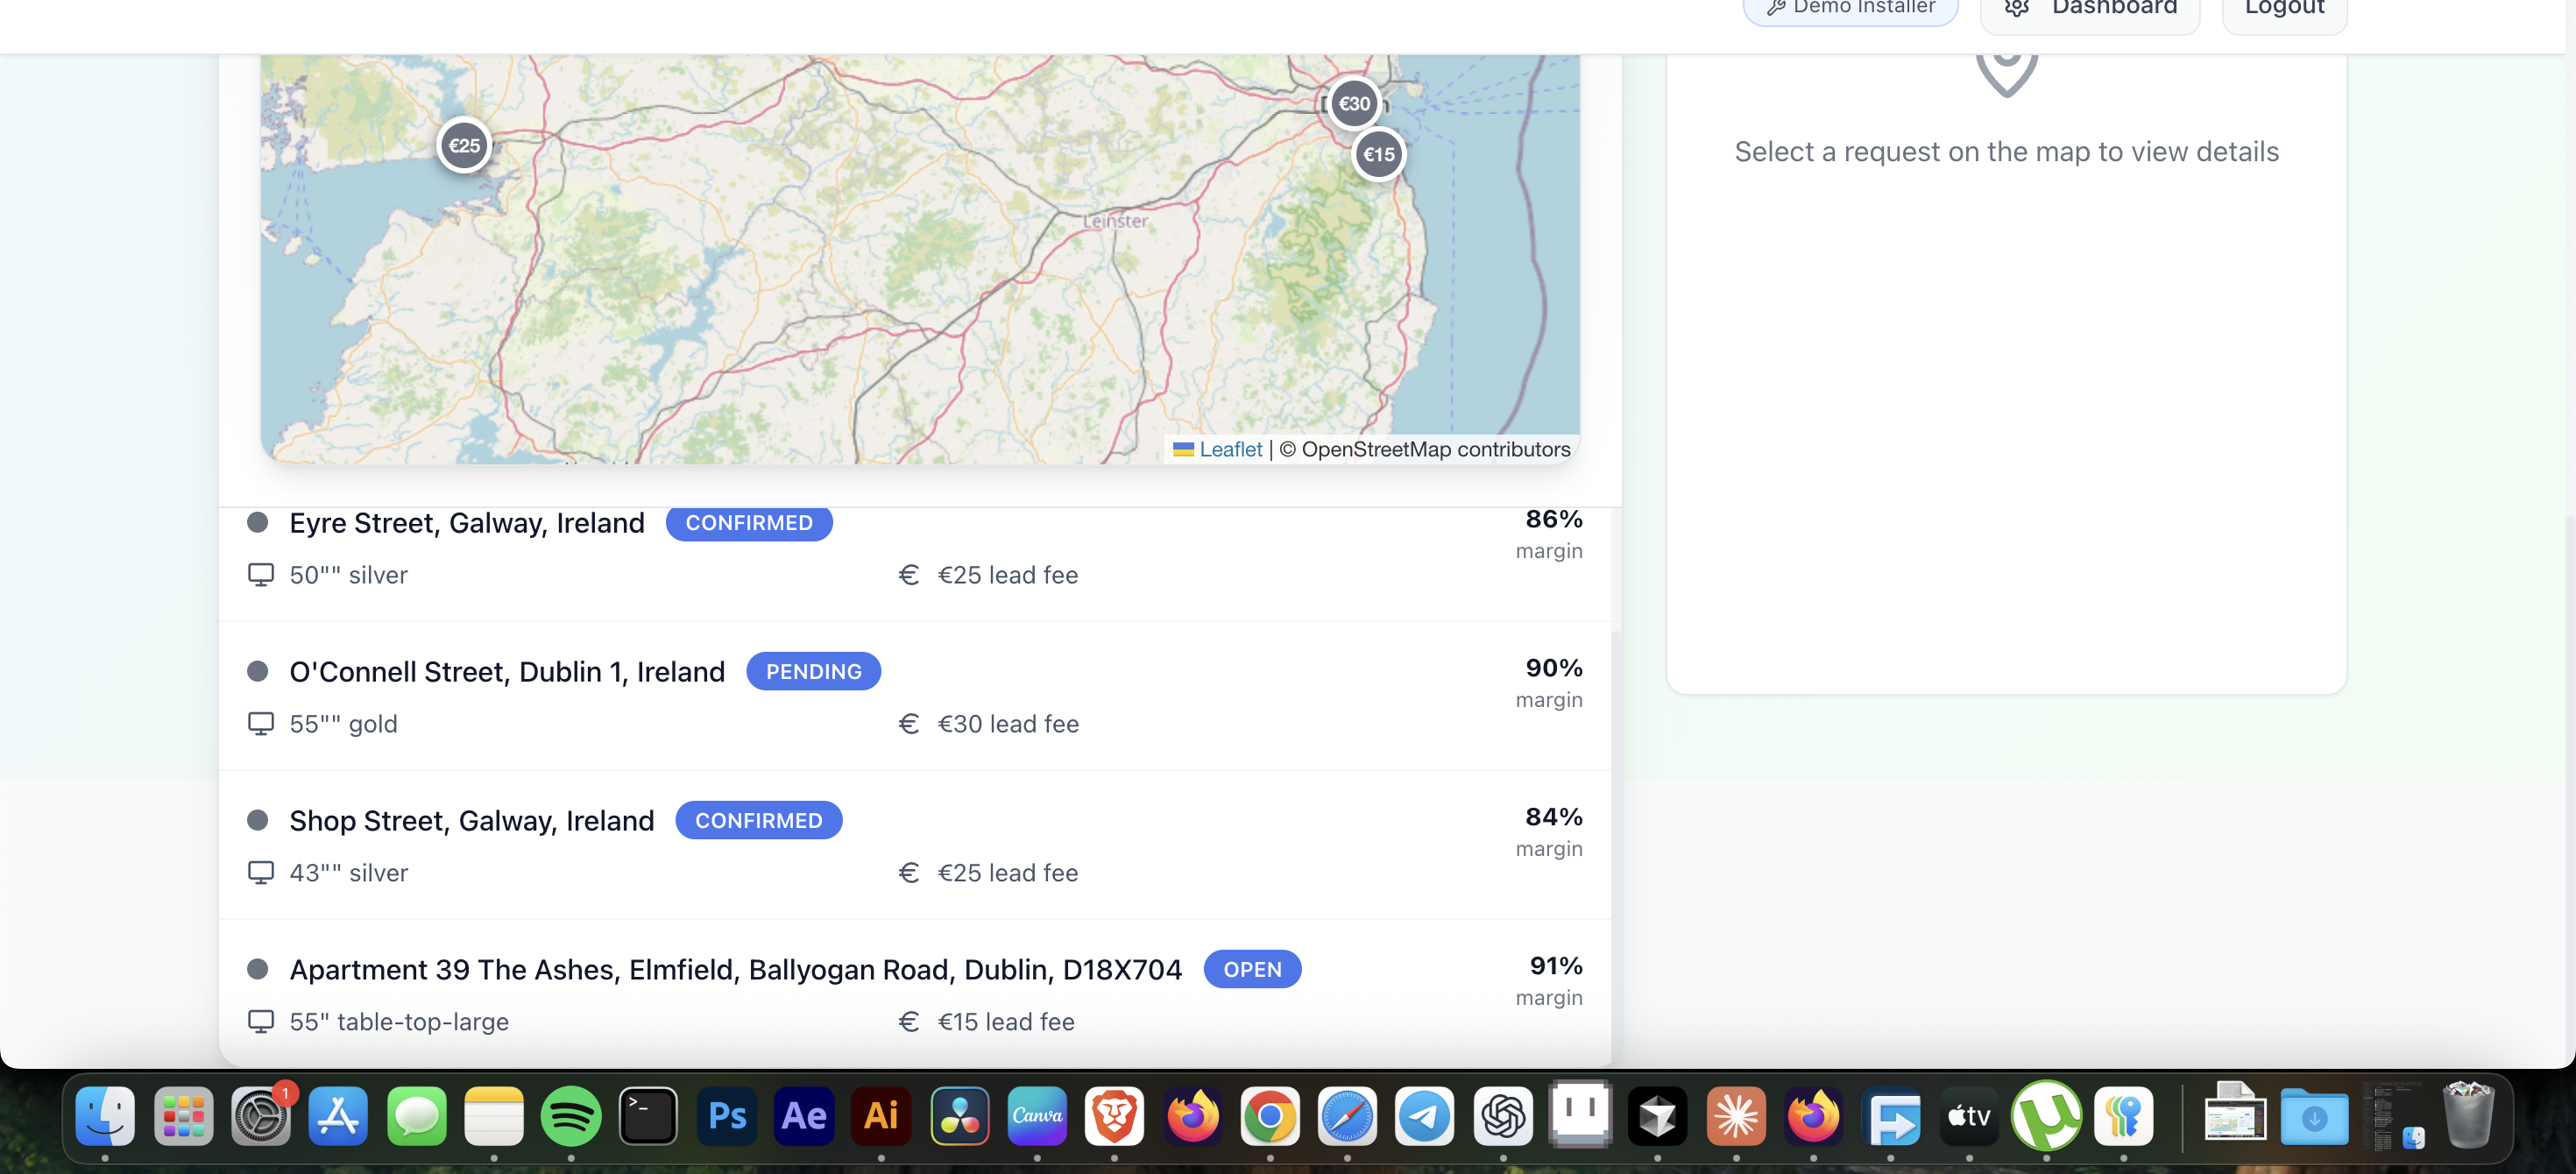 Demo Installer
Dashboard
Logout
€25
€30
€15
Leinster
Leaflet | © OpenStreetMap contributors
Select a request on the map to view details
Eyre Street, Galway, Ireland CONFIRMED
86%
margin
50"" silver
€25 lead fee
O'Connell Street, Dublin 1, Ireland PENDING
90%
margin
55"" gold
€30 lead fee
Shop Street, Galway, Ireland CONFIRMED
84%
margin
43"" silver
€25 lead fee
Apartment 39 The Ashes, Elmfield, Ballyogan Road, Dublin, D18X704 OPEN
91%
margin
55" table-top-large
€15 lead fee
1
>_
Ps
Ae
Ai
Canva
tv